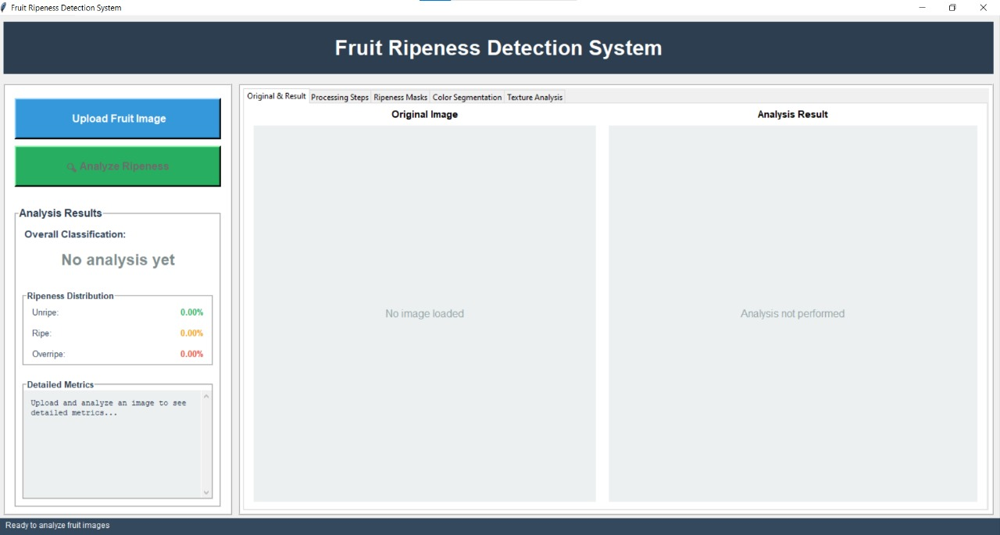 Fruit Ripeness Detection System
Fruit Ripeness Detection System
Upload Fruit Image
🔍 Analyze Ripeness
Analysis Results
Overall Classification:
No analysis yet
Ripeness Distribution
Unripe: 0.00%
Ripe: 0.00%
Overripe: 0.00%
Detailed Metrics
Upload and analyze an image to see
detailed metrics...
Original & Result Processing Steps Ripeness Masks Color Segmentation Texture Analysis
Original Image
No image loaded
Analysis Result
Analysis not performed
Ready to analyze fruit images